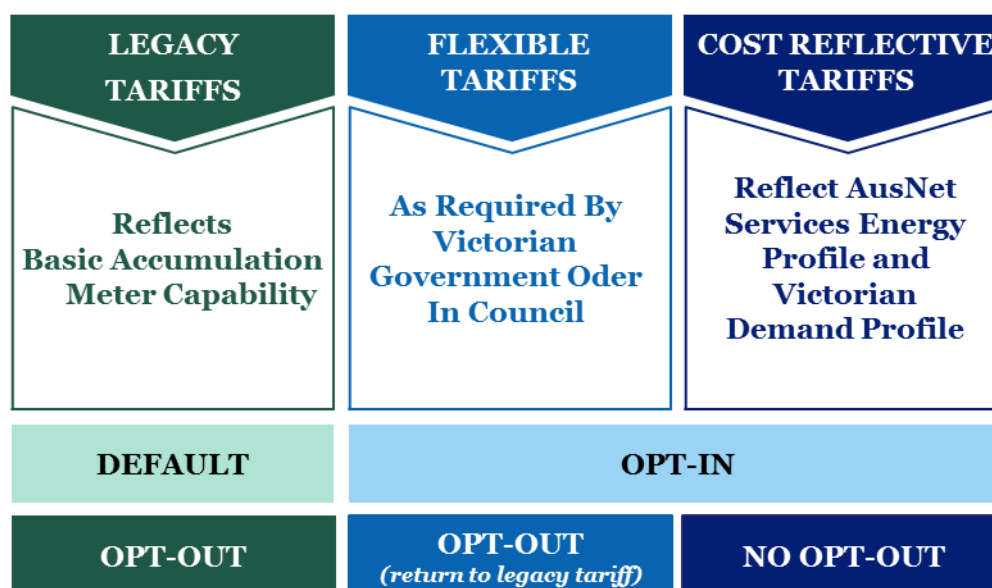 LEGACY
TARIFFS
Reflects
Basic Accumulation
Meter Capability
FLEXIBLE
TARIFFS
As Required By
Victorian
Government Oder
In Council
COST REFLECTIVE
TARIFFS
Reflect AusNet
Services Energy
Profile and
Victorian
Demand Profile
DEFAULT
OPT-IN
OPT-OUT
OPT-OUT
(return to legacy tariff)
NO OPT-OUT